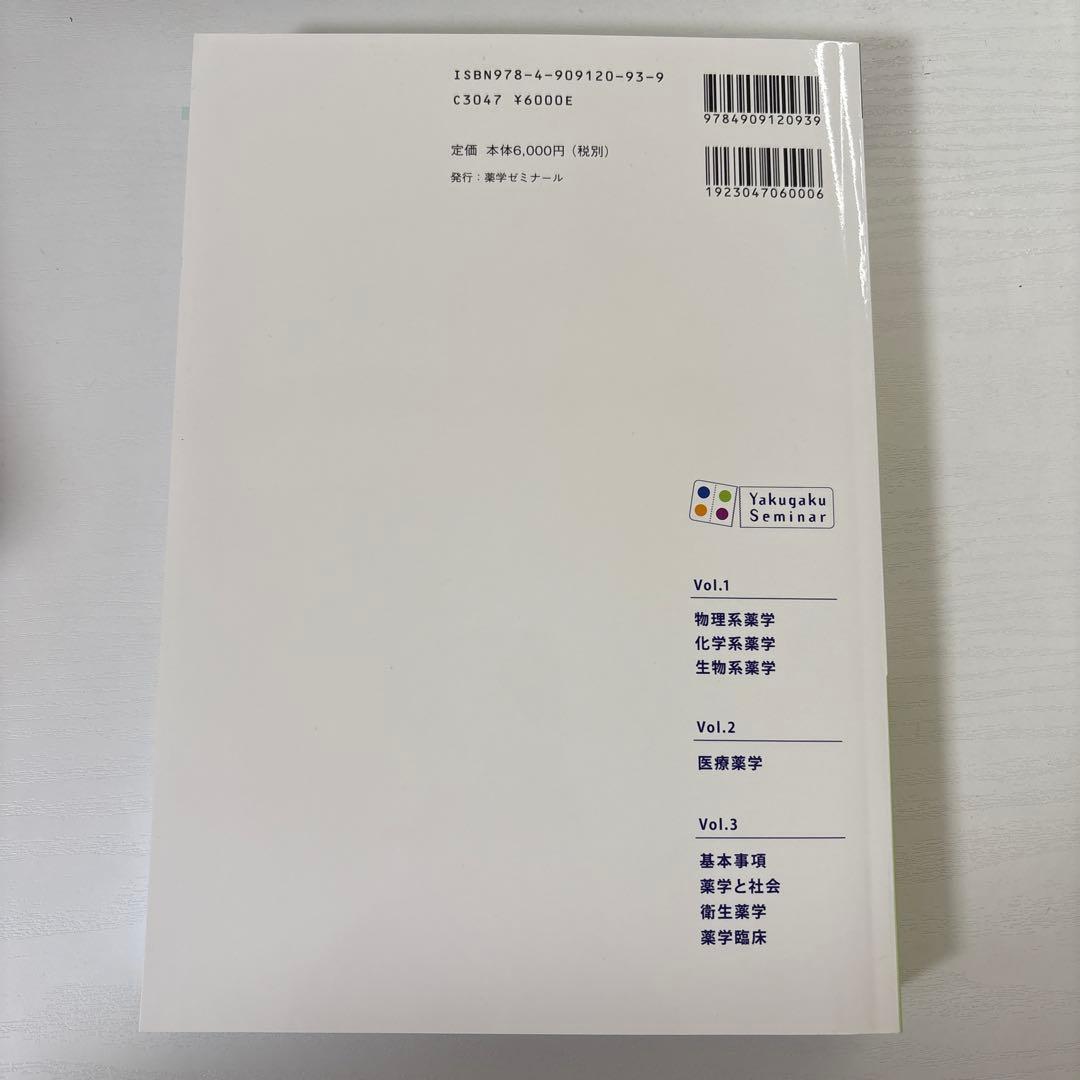 ISBN978-4-909120-93-9
C3047 ¥6000E
定価 本体6,000円（税別）
発行：薬学ゼミナール
9784909120939
1923047060006
Yakugaku
Seminar
Vol.1
物理系薬学
化学系薬学
生物系薬学
Vol.2
医療薬学
Vol.3
基本事項
薬学と社会
衛生薬学
薬学臨床